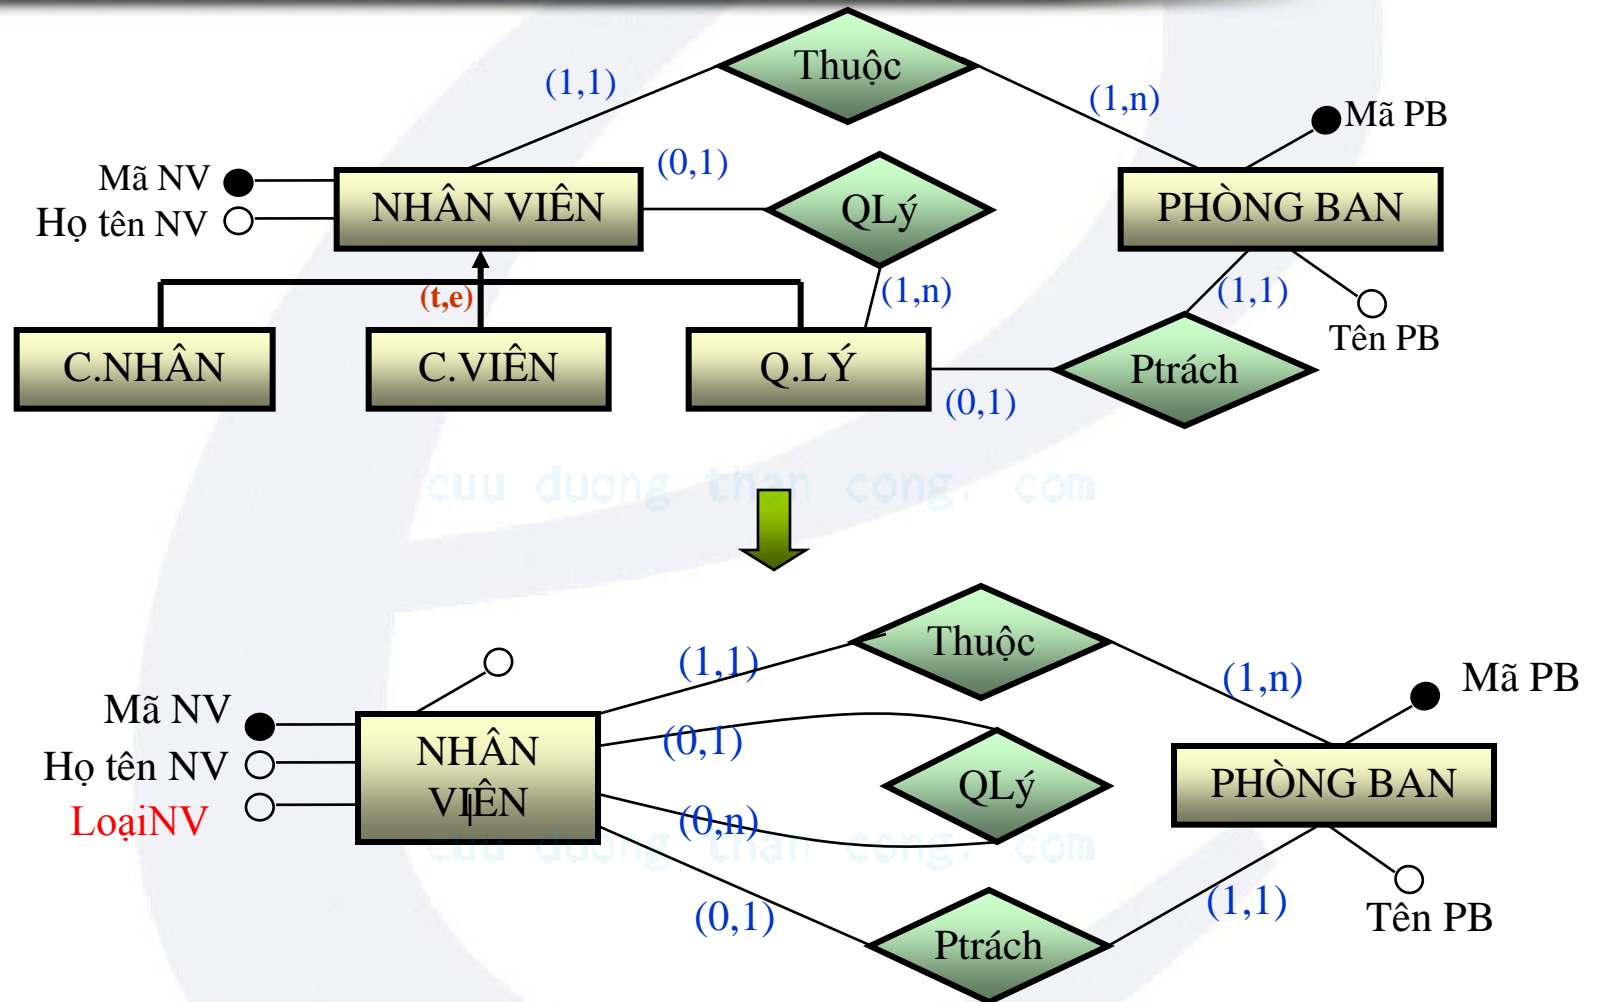 Thuộc
(1,1)
(1,n)
Mã PB
(0,1)
Mã NV
Họ tên NV
NHÂN VIÊN
QLý
PHÒNG BAN
(t,e)
(1,n)
(1,1)
Tên PB
C.NHÂN
C.VIÊN
Q.LÝ
Ptrách
(0,1)
cuu duong than cong. com
Thuộc
(1,1)
(1,n)
Mã PB
Mã NV
Họ tên NV
LoạiNV
NHÂN
VIÊN
(0,1)
QLý
PHÒNG BAN
(0,n)
cuu duong than cong. com
(0,1)
(1,1)
Tên PB
Ptrách